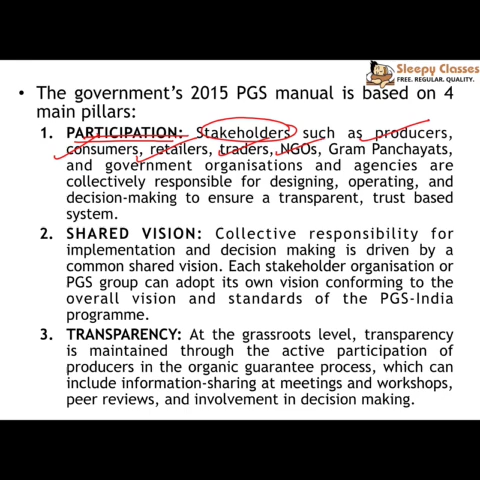 Sleepy Classes
FREE. REGULAR. QUALITY.
• The government's 2015 PGS manual is based on 4
main pillars:
1. PARTICIPATION: Stakeholders such as producers,
consumers, retailers, traders, NGOs, Gram Panchayats,
and government organisations and agencies are
collectively responsible for designing, operating, and
decision-making to ensure a transparent, trust based
system.
2. SHARED VISION: Collective responsibility for
implementation and decision making is driven by a
common shared vision. Each stakeholder organisation or
PGS group can adopt its own vision conforming to the
overall vision and standards of the PGS-India
programme.
3. TRANSPARENCY: At the grassroots level, transparency
is maintained through the active participation of
producers in the organic guarantee process, which can
include information-sharing at meetings and workshops,
peer reviews, and involvement in decision making.